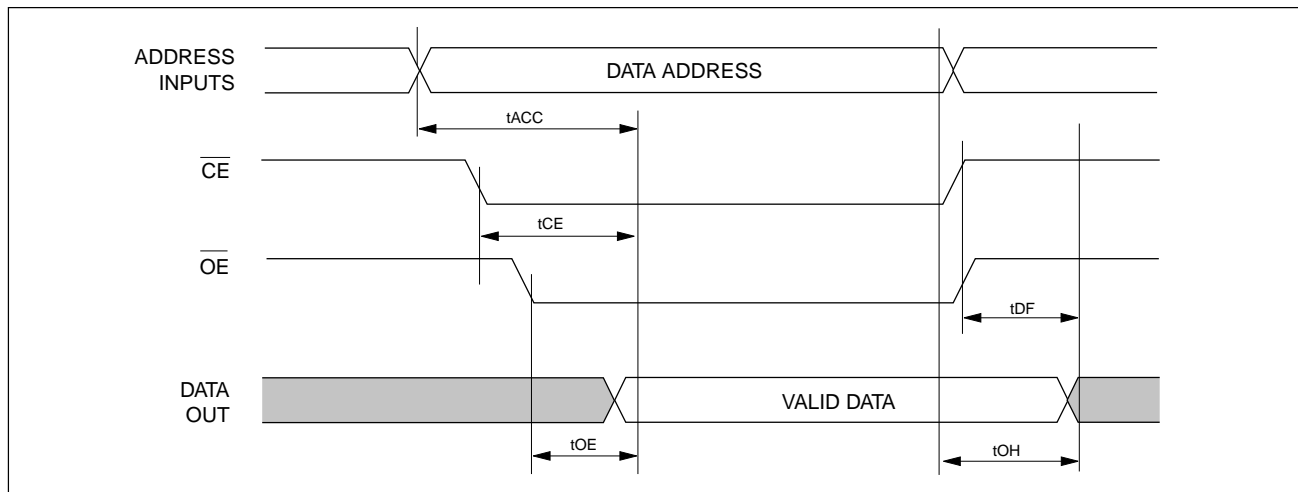 ADDRESS
INPUTS
DATA ADDRESS
tACC
CE
tCE
OE
tDF
DATA
OUT
VALID DATA
tOE
tOH